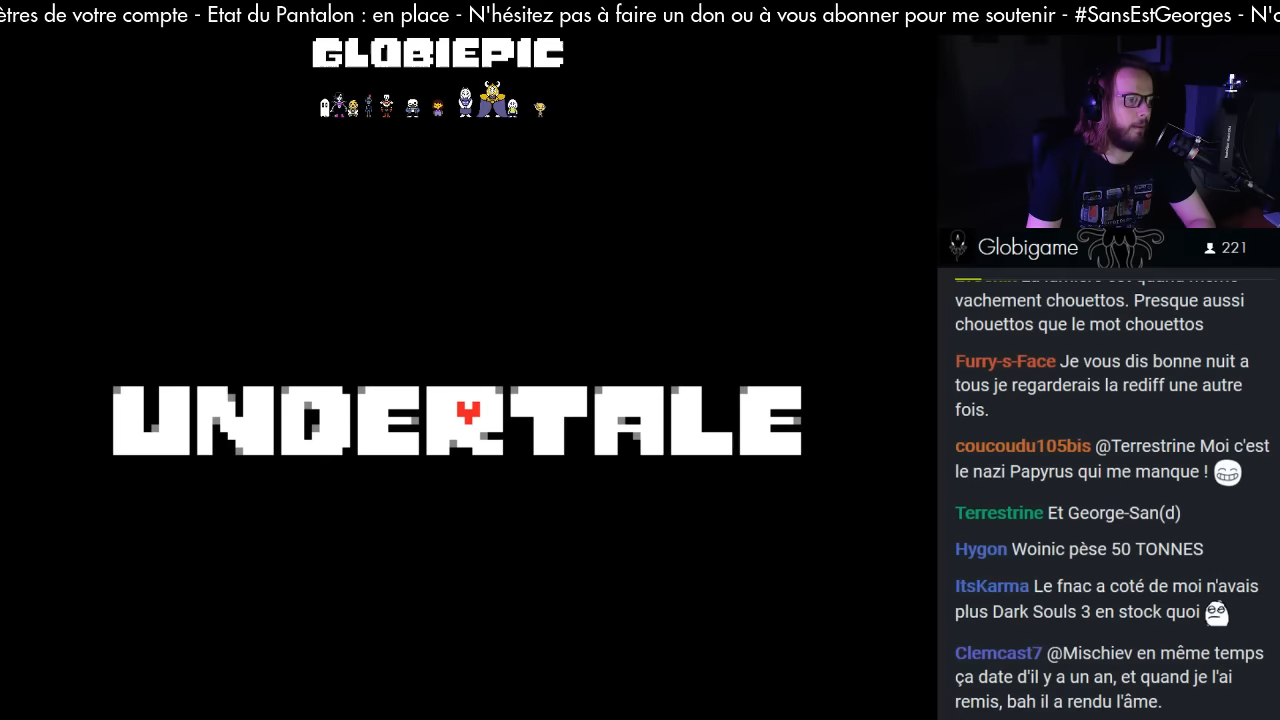 ètres de votre compte - Etat du Pantalon : en place - N'hésitez pas à faire un don ou à vous abonner pour me soutenir - #SansEstGeorges - N'
GLOBIEPIC
UNDERTALE
Globigame
221
vachement chouettos. Presque aussi
chouettos que le mot chouettos
Furry-s-Face Je vous dis bonne nuit a
tous je regarderais la rediff une autre
fois.
coucoudu105bis @Terrestrine Moi c'est
le nazi Papyrus qui me manque !
Terrestrine Et George-San(d)
Hygon Woinic pèse 50 TONNES
ItsKarma Le fnac a coté de moi n'avais
plus Dark Souls 3 en stock quoi
Clemcast7 @Mischiev en même temps
ça date d'il y a un an, et quand je l'ai
remis, bah il a rendu l'âme.